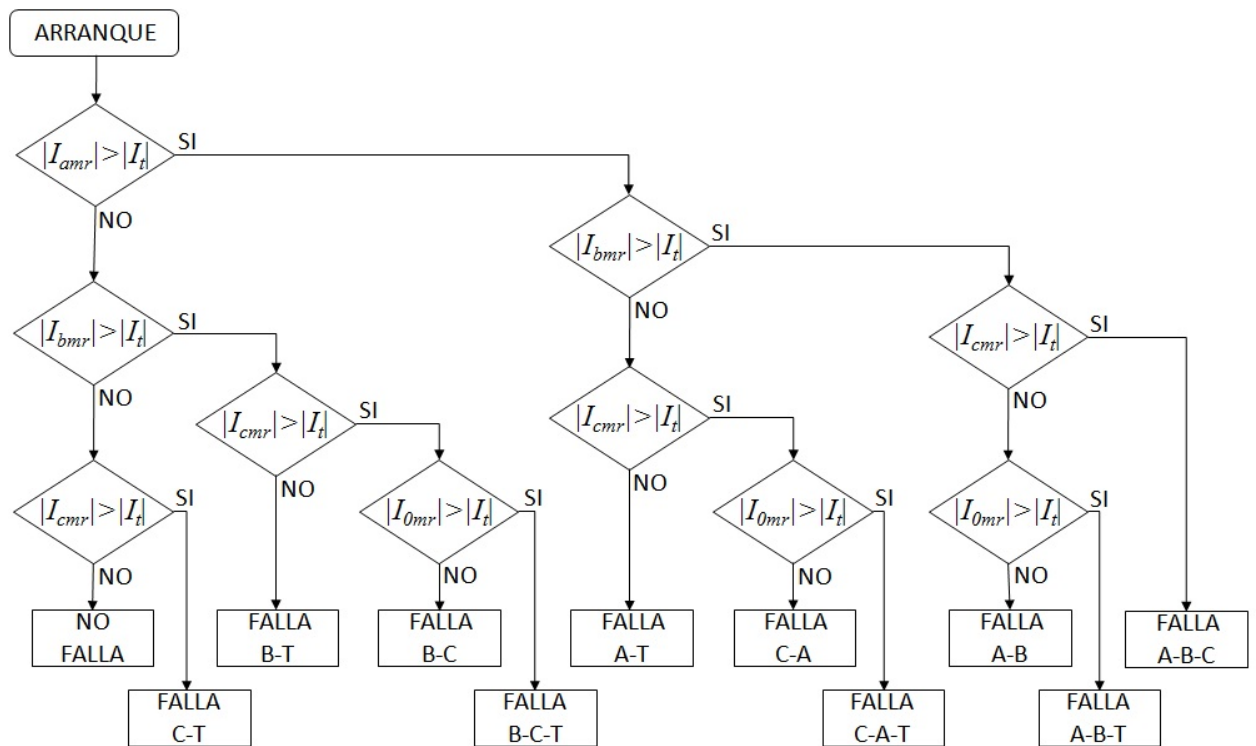 ARRANQUE
|Iamr|>|It|
SI
NO
|Ibmr|>|It|
SI
NO
|Ibmr|>|It|
SI
NO
|Icmr|>|It|
SI
NO
|Icmr|>|It|
SI
NO
|Icmr|>|It|
SI
NO
|Icmr|>|It|
SI
NO
|I0mr|>|It|
SI
NO
|I0mr|>|It|
SI
NO
|I0mr|>|It|
SI
NO
NO
FALLA
FALLA
B-T
FALLA
B-C
FALLA
A-T
FALLA
C-A
FALLA
A-B
FALLA
A-B-C
FALLA
C-T
FALLA
B-C-T
FALLA
C-A-T
FALLA
A-B-T